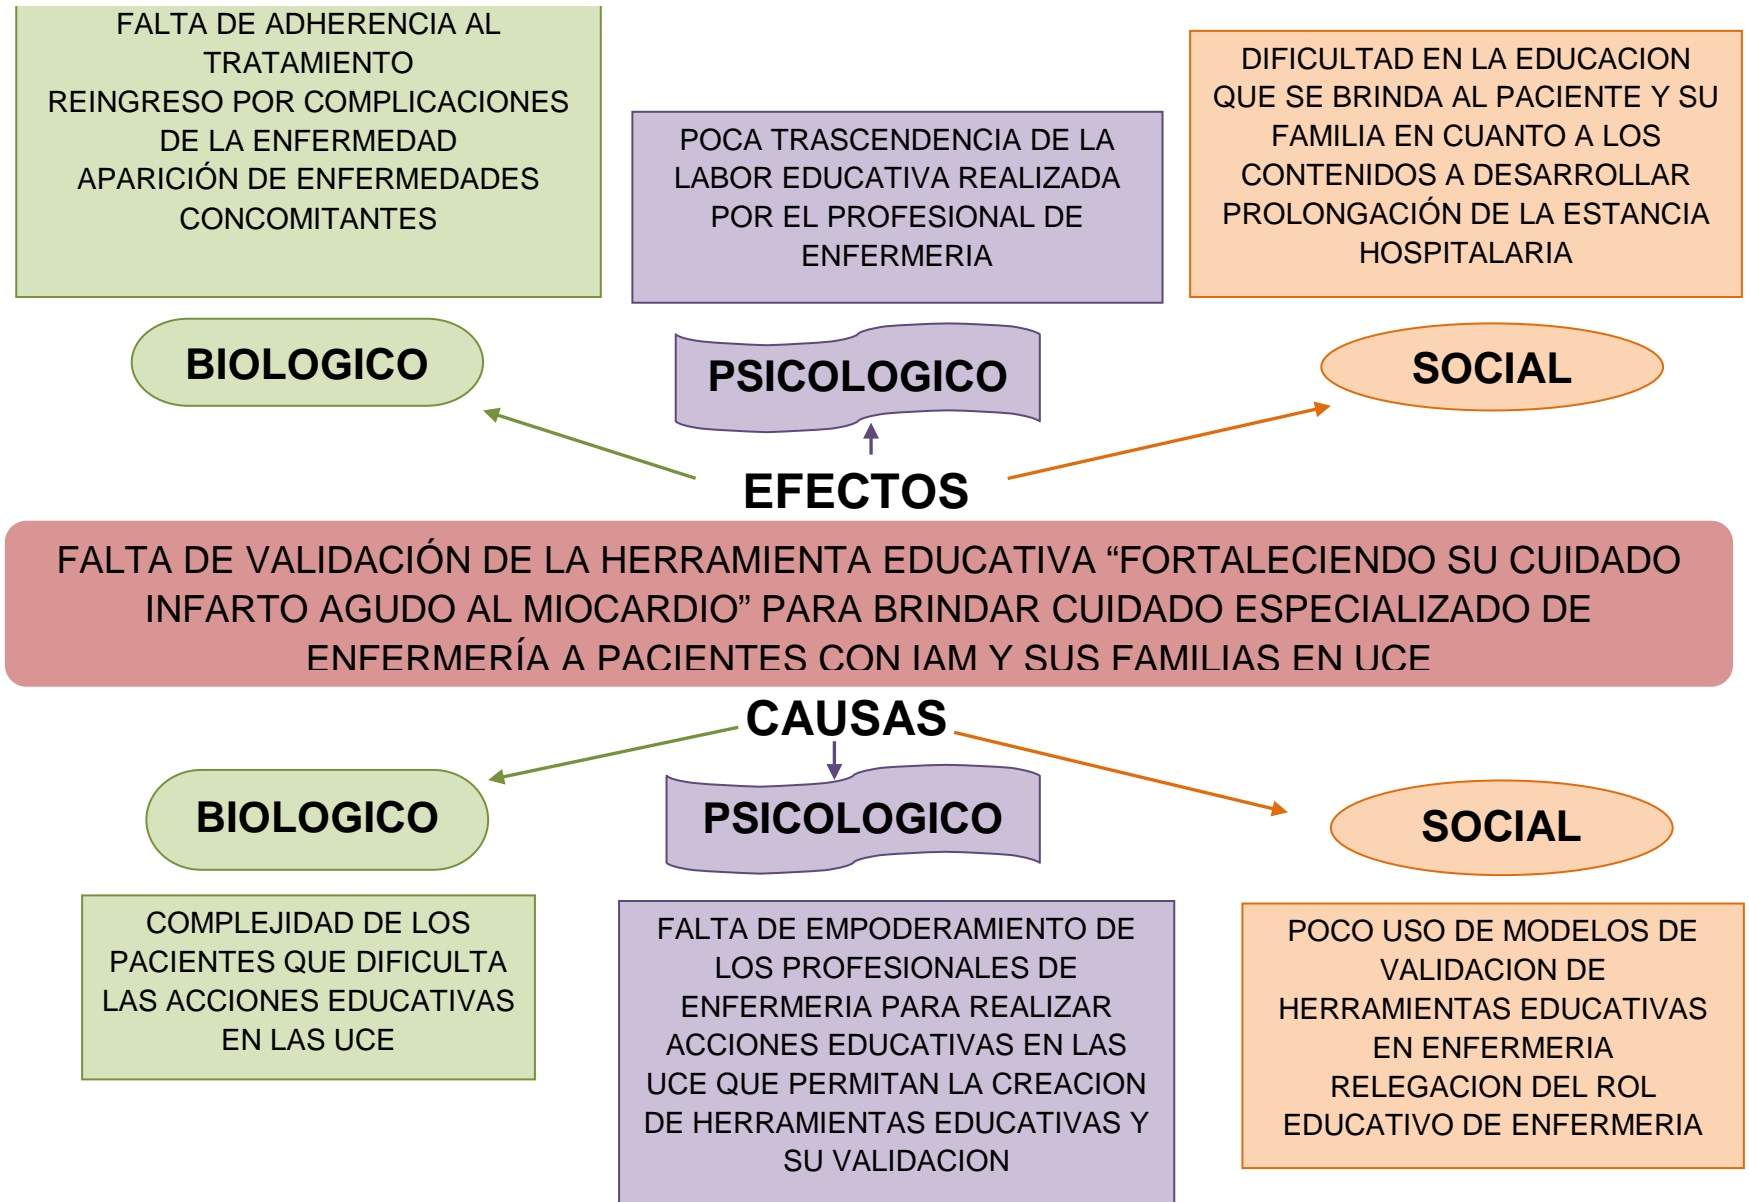 FALTA DE ADHERENCIA AL
TRATAMIENTO
REINGRESO POR COMPLICACIONES
DE LA ENFERMEDAD
APARICIÓN DE ENFERMEDADES
CONCOMITANTES
POCA TRASCENDENCIA DE LA
LABOR EDUCATIVA REALIZADA
POR EL PROFESIONAL DE
ENFERMERIA
DIFICULTAD EN LA EDUCACION
QUE SE BRINDA AL PACIENTE Y SU
FAMILIA EN CUANTO A LOS
CONTENIDOS A DESARROLLAR
PROLONGACIÓN DE LA ESTANCIA
HOSPITALARIA
BIOLOGICO
PSICOLOGICO
SOCIAL
EFECTOS
FALTA DE VALIDACIÓN DE LA HERRAMIENTA EDUCATIVA “FORTALECIENDO SU CUIDADO
INFARTO AGUDO AL MIOCARDIO” PARA BRINDAR CUIDADO ESPECIALIZADO DE
ENFERMERÍA A PACIENTES CON IAM Y SUS FAMILIAS EN UCE
CAUSAS
BIOLOGICO
PSICOLOGICO
SOCIAL
COMPLEJIDAD DE LOS
PACIENTES QUE DIFICULTA
LAS ACCIONES EDUCATIVAS
EN LAS UCE
FALTA DE EMPODERAMIENTO DE
LOS PROFESIONALES DE
ENFERMERIA PARA REALIZAR
ACCIONES EDUCATIVAS EN LAS
UCE QUE PERMITAN LA CREACION
DE HERRAMIENTAS EDUCATIVAS Y
SU VALIDACION
POCO USO DE MODELOS DE
VALIDACION DE
HERRAMIENTAS EDUCATIVAS
EN ENFERMERIA
RELEGACION DEL ROL
EDUCATIVO DE ENFERMERIA